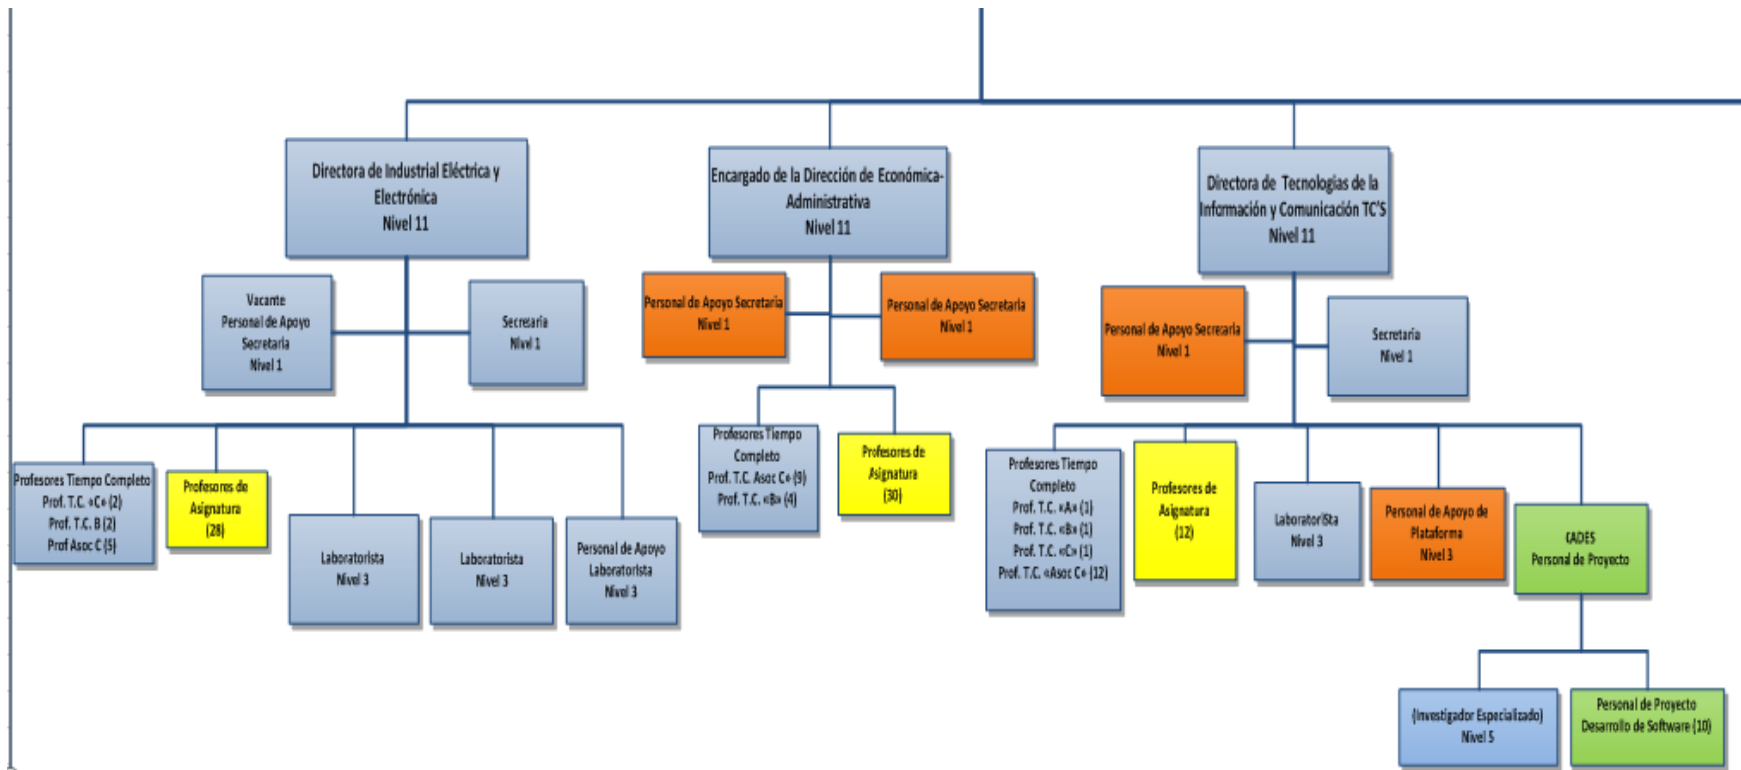 Directora de Industrial Eléctrica y
Electrónica
Nivel 11
Encargado de la Dirección de Económica-
Administrativa
Nivel 11
Directora de Tecnologias de la
Información y Comunicación TC'S
Nivel 11
Vacante
Personal de Apoyo
Secretaria
Nivel 1
Secretaria
Nivel 1
Personal de Apoyo Secretaria
Nivel 1
Personal de Apoyo Secretaria
Nivel 1
Personal de Apoyo Secretaria
Nivel 1
Secretaria
Nivel 1
Profesores Tiempo Completo
Prof. T.C. «C» (2)
Prof. T.C. B (2)
Prof Asoc C (5)
Profesores de
Asignatura
(28)
Laboratorista
Nivel 3
Laboratorista
Nivel 3
Personal de Apoyo
Laboratorista
Nivel 3
Profesores Tiempo
Completo
Prof. T.C. Asoc C» (9)
Prof. T.C. «B» (4)
Profesores de
Asignatura
(30)
Profesores Tiempo
Completo
Prof. T.C. «A» (1)
Prof. T.C. «B» (1)
Prof. T.C. «C» (1)
Prof. T.C. «Asoc C» (12)
Profesores de
Asignatura
(12)
LaboratoriSta
Nivel 3
Personal de Apoyo de
Plataforma
Nivel 3
CADES
Personal de Proyecto
(Investigador Especializado)
Nivel 5
Personal de Proyecto
Desarrollo de Software (10)